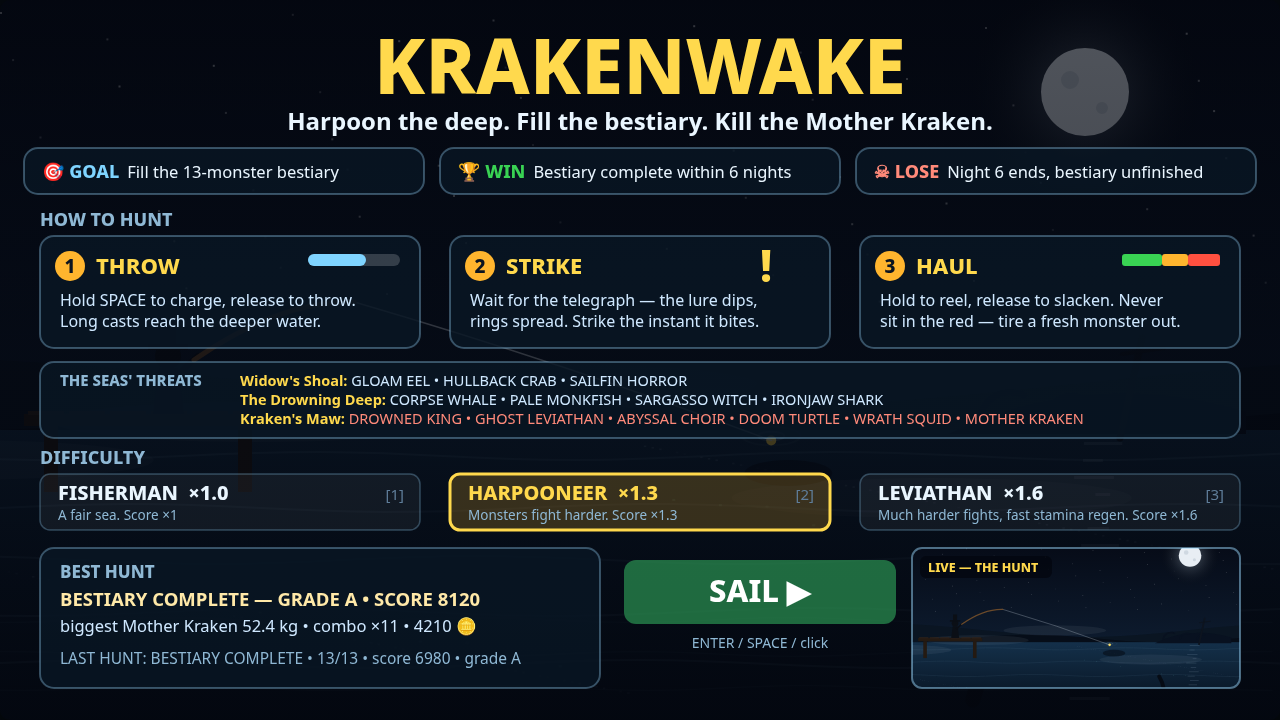 KRAKENWAKE
Harpoon the deep. Fill the bestiary. Kill the Mother Kraken.
🎯 GOAL Fill the 13-monster bestiary
🏆 WIN Bestiary complete within 6 nights
☠ LOSE Night 6 ends, bestiary unfinished
HOW TO HUNT
1 THROW
Hold SPACE to charge, release to throw.
Long casts reach the deeper water.
2 STRIKE !
Wait for the telegraph — the lure dips,
rings spread. Strike the instant it bites.
3 HAUL
Hold to reel, release to slacken. Never
sit in the red — tire a fresh monster out.
THE SEAS' THREATS
Widow's Shoal: GLOAM EEL • HULLBACK CRAB • SAILFIN HORROR
The Drowning Deep: CORPSE WHALE • PALE MONKFISH • SARGASSO WITCH • IRONJAW SHARK
Kraken's Maw: DROWNED KING • GHOST LEVIATHAN • ABYSSAL CHOIR • DOOM TURTLE • WRATH SQUID • MOTHER KRAKEN
DIFFICULTY
FISHERMAN ×1.0 [1]
A fair sea. Score ×1
HARPOONEER ×1.3 [2]
Monsters fight harder. Score ×1.3
LEVIATHAN ×1.6 [3]
Much harder fights, fast stamina regen. Score ×1.6
BEST HUNT
BESTIARY COMPLETE — GRADE A • SCORE 8120
biggest Mother Kraken 52.4 kg • combo ×11 • 4210 🪙
LAST HUNT: BESTIARY COMPLETE • 13/13 • score 6980 • grade A
SAIL ▶
ENTER / SPACE / click
LIVE — THE HUNT